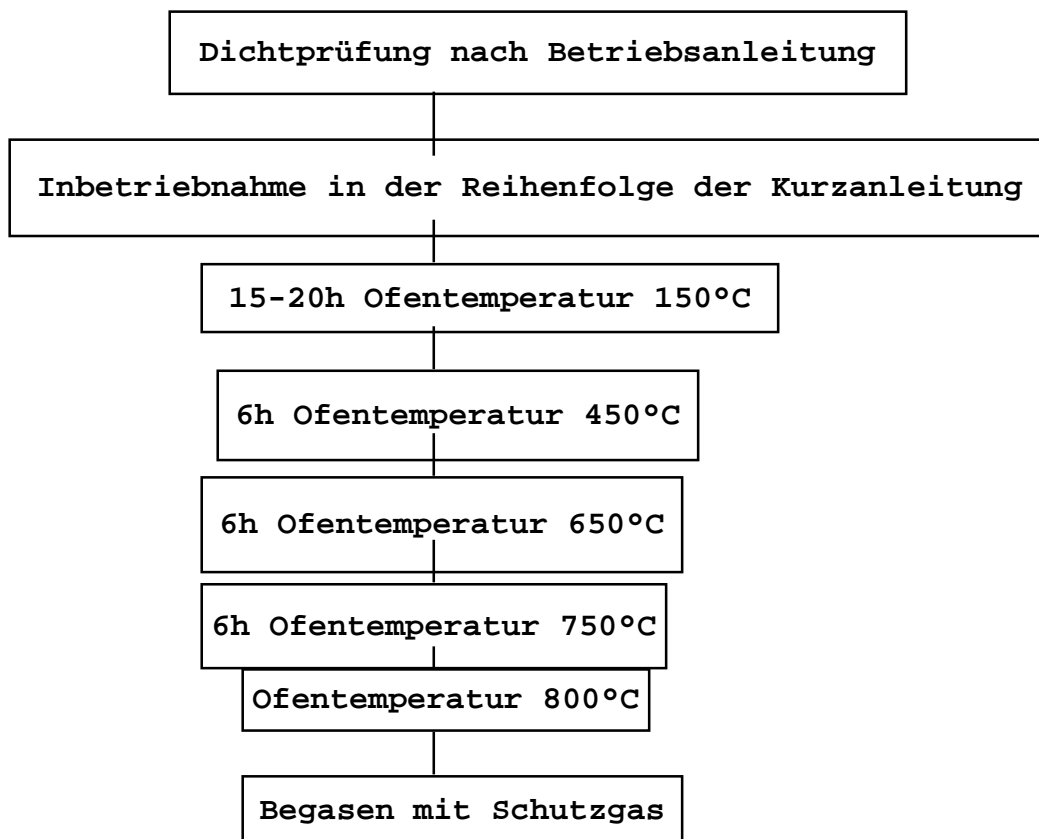 Dichtprüfung nach Betriebsanleitung
Inbetriebnahme in der Reihenfolge der Kurzanleitung
15-20h Ofentemperatur 150°C
6h Ofentemperatur 450°C
6h Ofentemperatur 650°C
6h Ofentemperatur 750°C
Ofentemperatur 800°C
Begasen mit Schutzgas